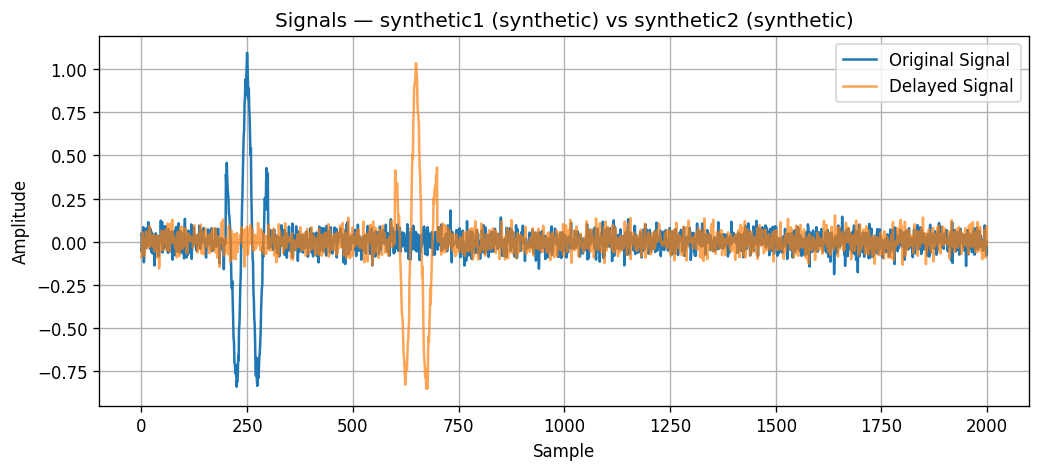 Signals — synthetic1 (synthetic) vs synthetic2 (synthetic)
Original Signal
Delayed Signal
Amplitude
1.00
0.75
0.50
0.25
0.00
−0.25
−0.50
−0.75
0 250 500 750 1000 1250 1500 1750 2000
Sample